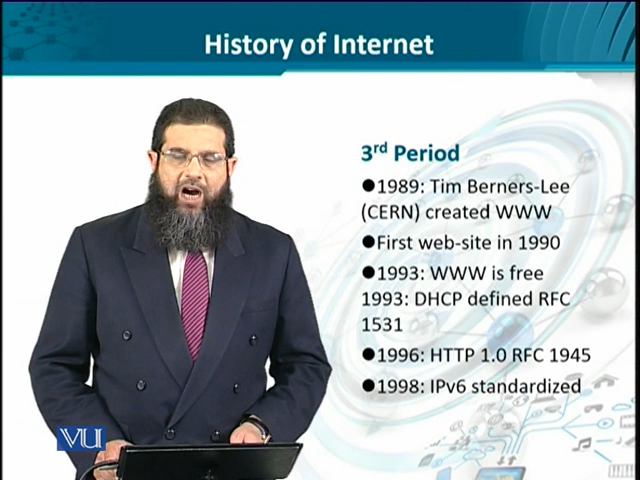 History of Internet
3rd Period
●1989: Tim Berners-Lee
(CERN) created WWW
●First web-site in 1990
●1993: WWW is free
1993: DHCP defined RFC
1531
●1996: HTTP 1.0 RFC 1945
●1998: IPv6 standardized
VU